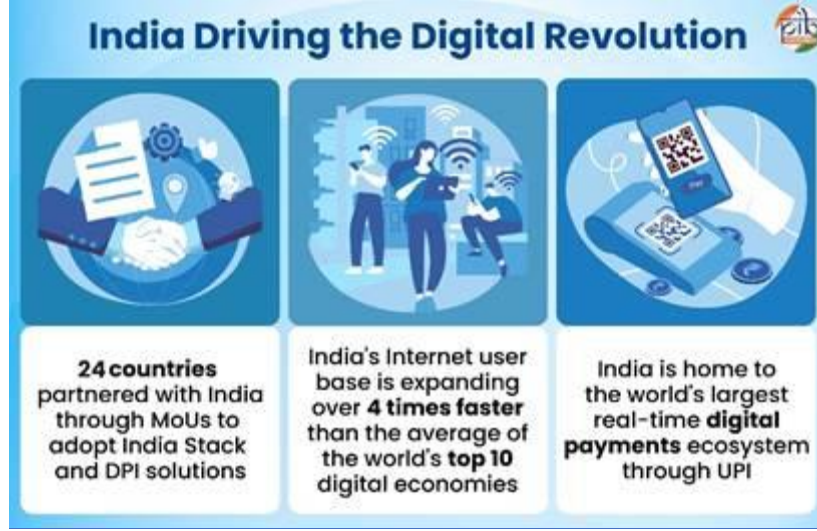 India Driving the Digital Revolution
pib
24 countries
partnered with India
through MoUs to
adopt India Stack
and DPI solutions
India's Internet user
base is expanding
over 4 times faster
than the average of
the world's top 10
digital economies
India is home to
the world's largest
real-time digital
payments ecosystem
through UPI